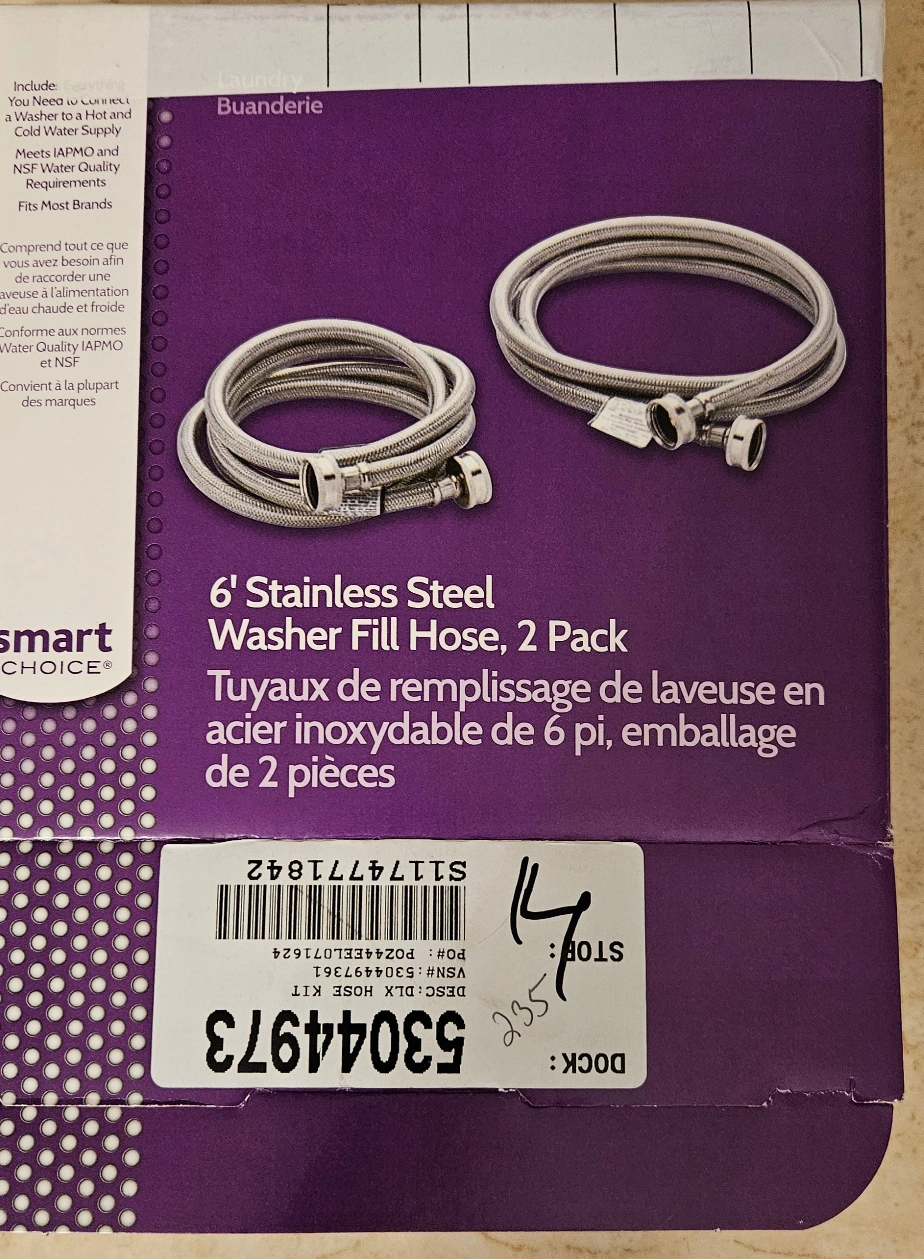 Laundry
Buanderie
Includes Everything
You Need to Connect
a Washer to a Hot and
Cold Water Supply
Meets IAPMO and
NSF Water Quality
Requirements
Fits Most Brands
Comprend tout ce que
vous avez besoin afin
de raccorder une
laveuse à l'alimentation
d'eau chaude et froide
Conforme aux normes
Water Quality IAPMO
et NSF
Convient à la plupart
des marques
smart
CHOICE®
6' Stainless Steel
Washer Fill Hose, 2 Pack
Tuyaux de remplissage de laveuse en
acier inoxydable de 6 pi, emballage
de 2 pièces
DOCK:
53044973
235
DESC:DLX HOSE KIT
VSN#:5304497361
PO#: POZ44EEL071624
STOP:
14
S1174771842